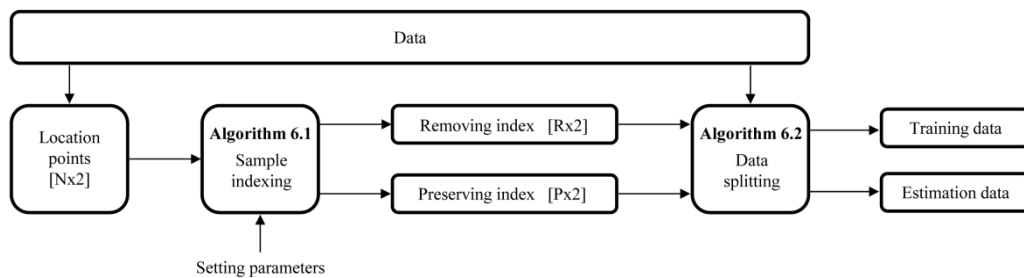 Data
Location
points
[Nx2]
Algorithm 6.1
Sample
indexing
Removing index [Rx2]
Preserving index [Px2]
Algorithm 6.2
Data
splitting
Training data
Estimation data
Setting parameters